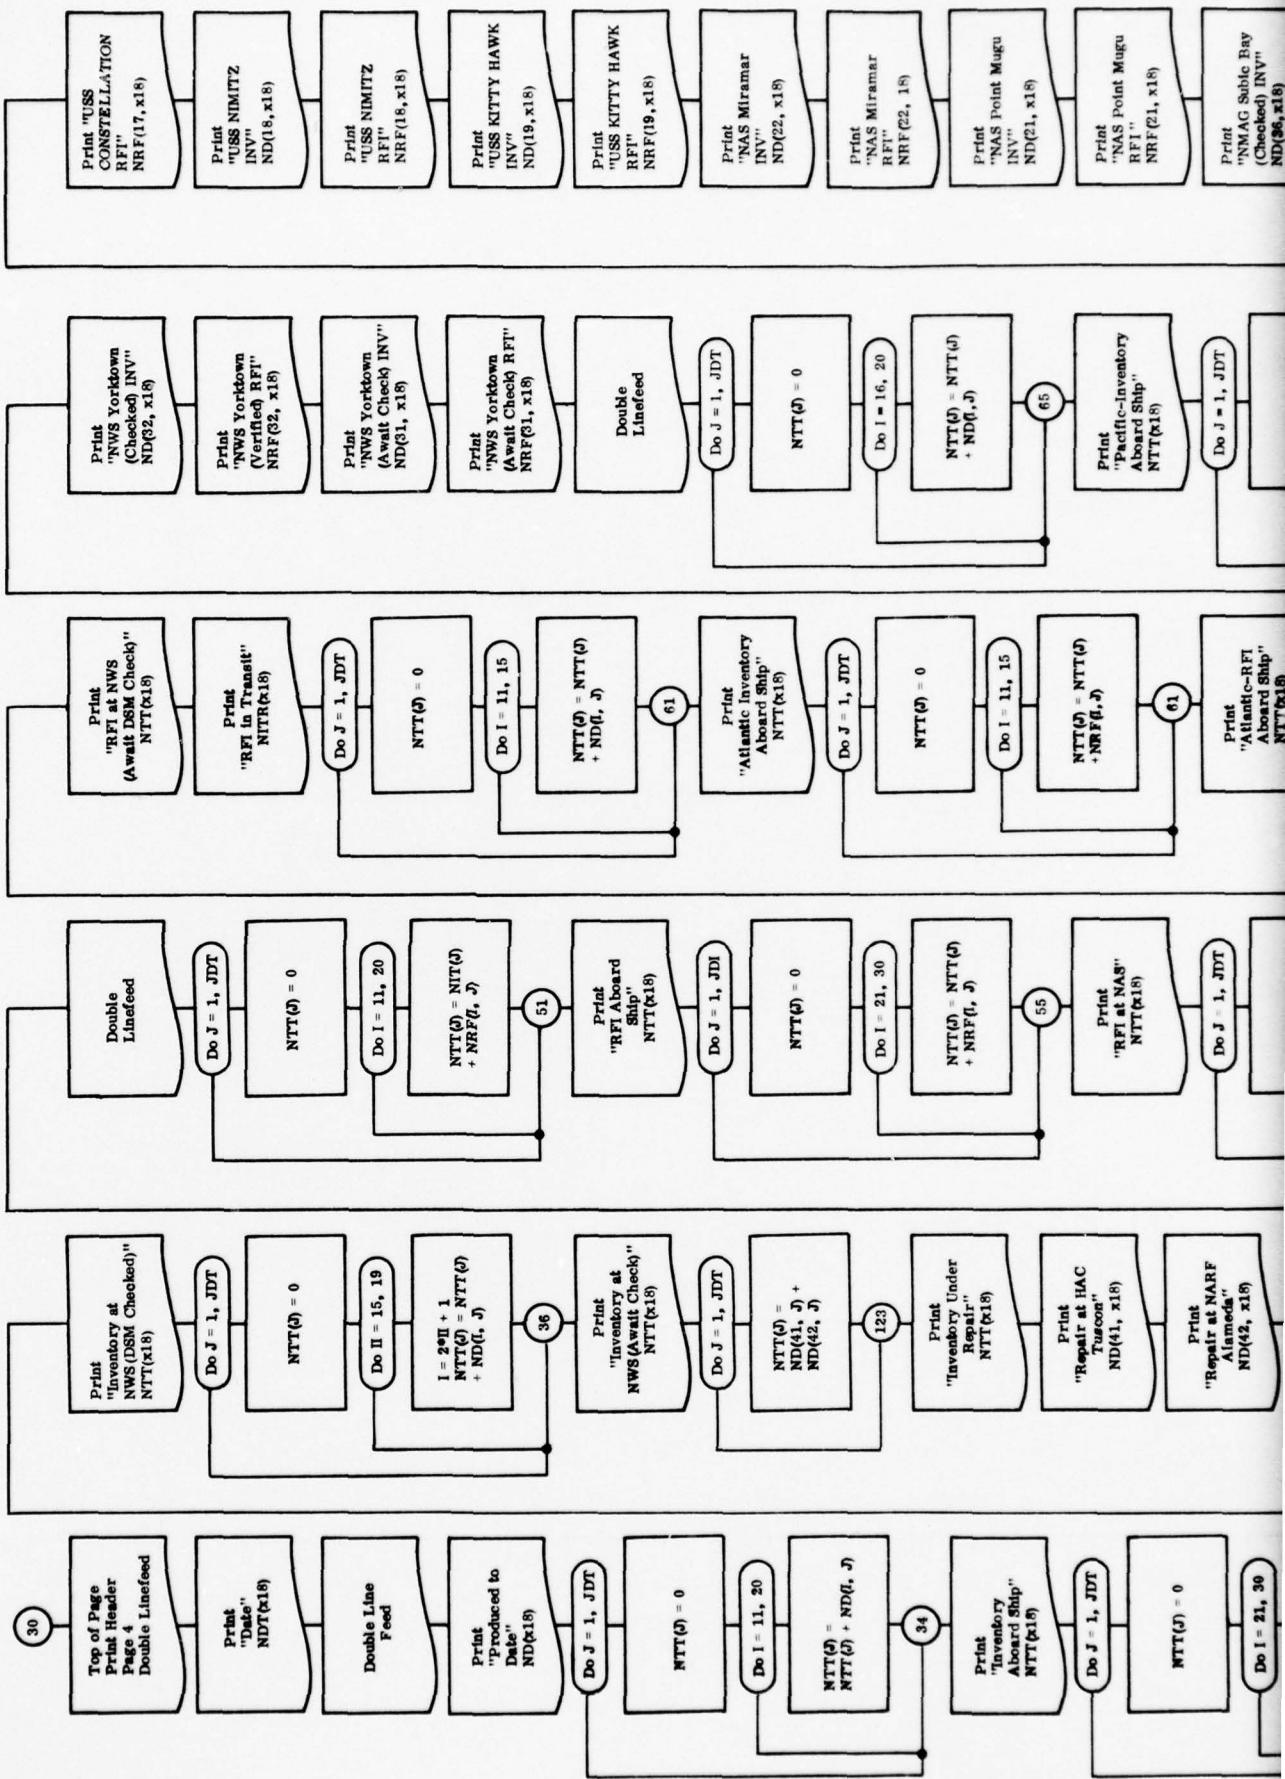 30
Top of Page
Print Header
Page 4
Double Linefeed
Print
"Date"
NDT(x18)
Double Line
Feed
Print
"Produced to
Date"
ND(x18)
Do J = 1, JDT
NTT(J) = 0
Do I = 11, 20
NTT(J) =
NTT(J) + ND(I, J)
34
Print
"Inventory
Aboard Ship"
NTT(x18)
Do J = 1, JDT
NTT(J) = 0
Do I = 21, 30
Print
"Inventory at
NWS (DSM Checked)"
NTT(x18)
Do J = 1, JDT
NTT(J) = 0
Do II = 15, 19
I = 2*II + 1
NTT(J) = NTT(J)
+ ND(I, J)
36
Print
"Inventory at
NWS(Await Check)"
NTT(x18)
Do J = 1, JDT
NTT(J) =
ND(41, J) +
ND(42, J)
123
Print
"Inventory Under
Repair"
NTT(x18)
Print
"Repair at HAC
Tuscon"
ND(41, x18)
Print
"Repair at NARF
Alameda"
ND(42, x18)
Double
Linefeed
Do J = 1, JDT
NTT(J) = 0
Do I = 11, 20
NTT(J) = NIT(J)
+ NRF(I, J)
51
Print
"RFI Aboard
Ship"
NTT(x18)
Do J = 1, JDI
NTT(J) = 0
Do I = 21, 30
NTT(J) = NTT(J)
+ NRF(I, J)
55
Print
"RFI at NAS"
NTT(x18)
Do J = 1, JDT
Print
"RFI at NWS
(Await DSM Check)"
NTT(x18)
Print
"RFI in Transit"
NITR(x18)
Do J = 1, JDT
NTT(J) = 0
Do I = 11, 15
NTT(J) = NTT(J)
+ ND(I, J)
61
Print
"Atlantic Inventory
Aboard Ship"
NTT(x18)
Do J = 1, JDT
NTT(J) = 0
Do I = 11, 15
NTT(J) = NTT(J)
+NRF(I, J)
61
Print
"Atlantic-RFI
Aboard Ship"
NTT(x18)
Print
"NWS Yorktown
(Checked) INV"
ND(32, x18)
Print
"NWS Yorktown
(Verified) RFI"
NRF(32, x18)
Print
"NWS Yorktown
(Await Check) INV"
ND(31, x18)
Print
"NWS Yorktown
(Await Check) RFI"
NRF(31, x18)
Double
Linefeed
Do J = 1, JDT
NTT(J) = 0
Do I = 16, 20
NTT(J) = NTT(J)
+ ND(I, J)
65
Print
"Pacific-Inventory
Aboard Ship"
NTT(x18)
Do J = 1, JDT
Print "USS
CONSTELLATION
RFI"
NRF(17, x18)
Print
"USS NIMITZ
INV"
ND(18, x18)
Print
"USS NIMITZ
RFI"
NRF(18, x18)
Print
"USS KITTY HAWK
INV"
ND(19, x18)
Print
"USS KITTY HAWK
RFI"
NRF(19, x18)
Print
"NAS Miramar
INV"
ND(22, x18)
Print
"NAS Miramar
RFI"
NRF(22, 18)
Print
"NAS Point Mugu
INV"
ND(21, x18)
Print
"NAS Point Mugu
RFI"
NRF(21, x18)
Print
"NMAG Subic Bay
(Checked) INV"
ND(36, x18)